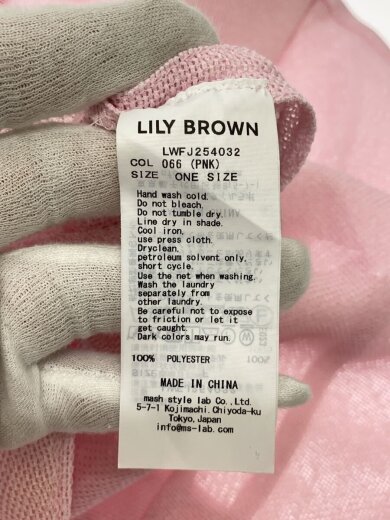 LILY BROWN
LWFJ254032
COL 066 (PNK)
SIZE ONE SIZE
Hand wash cold.
Do not bleach.
Do not tumble dry.
Line dry in shade.
Cool iron,
use press cloth.
Dryclean,
petroleum solvent only.
short cycle.
Use the net when washing.
Wash the laundry
separately from
other laundry.
Be careful not to expose
to friction or let it
get caught.
Dark colors may run.
100% POLYESTER
MADE IN CHINA
mash style lab Co.,Ltd.
5-7-1 Kojimachi,Chiyoda-ku
Tokyo,Japan
info@ms-lab.com